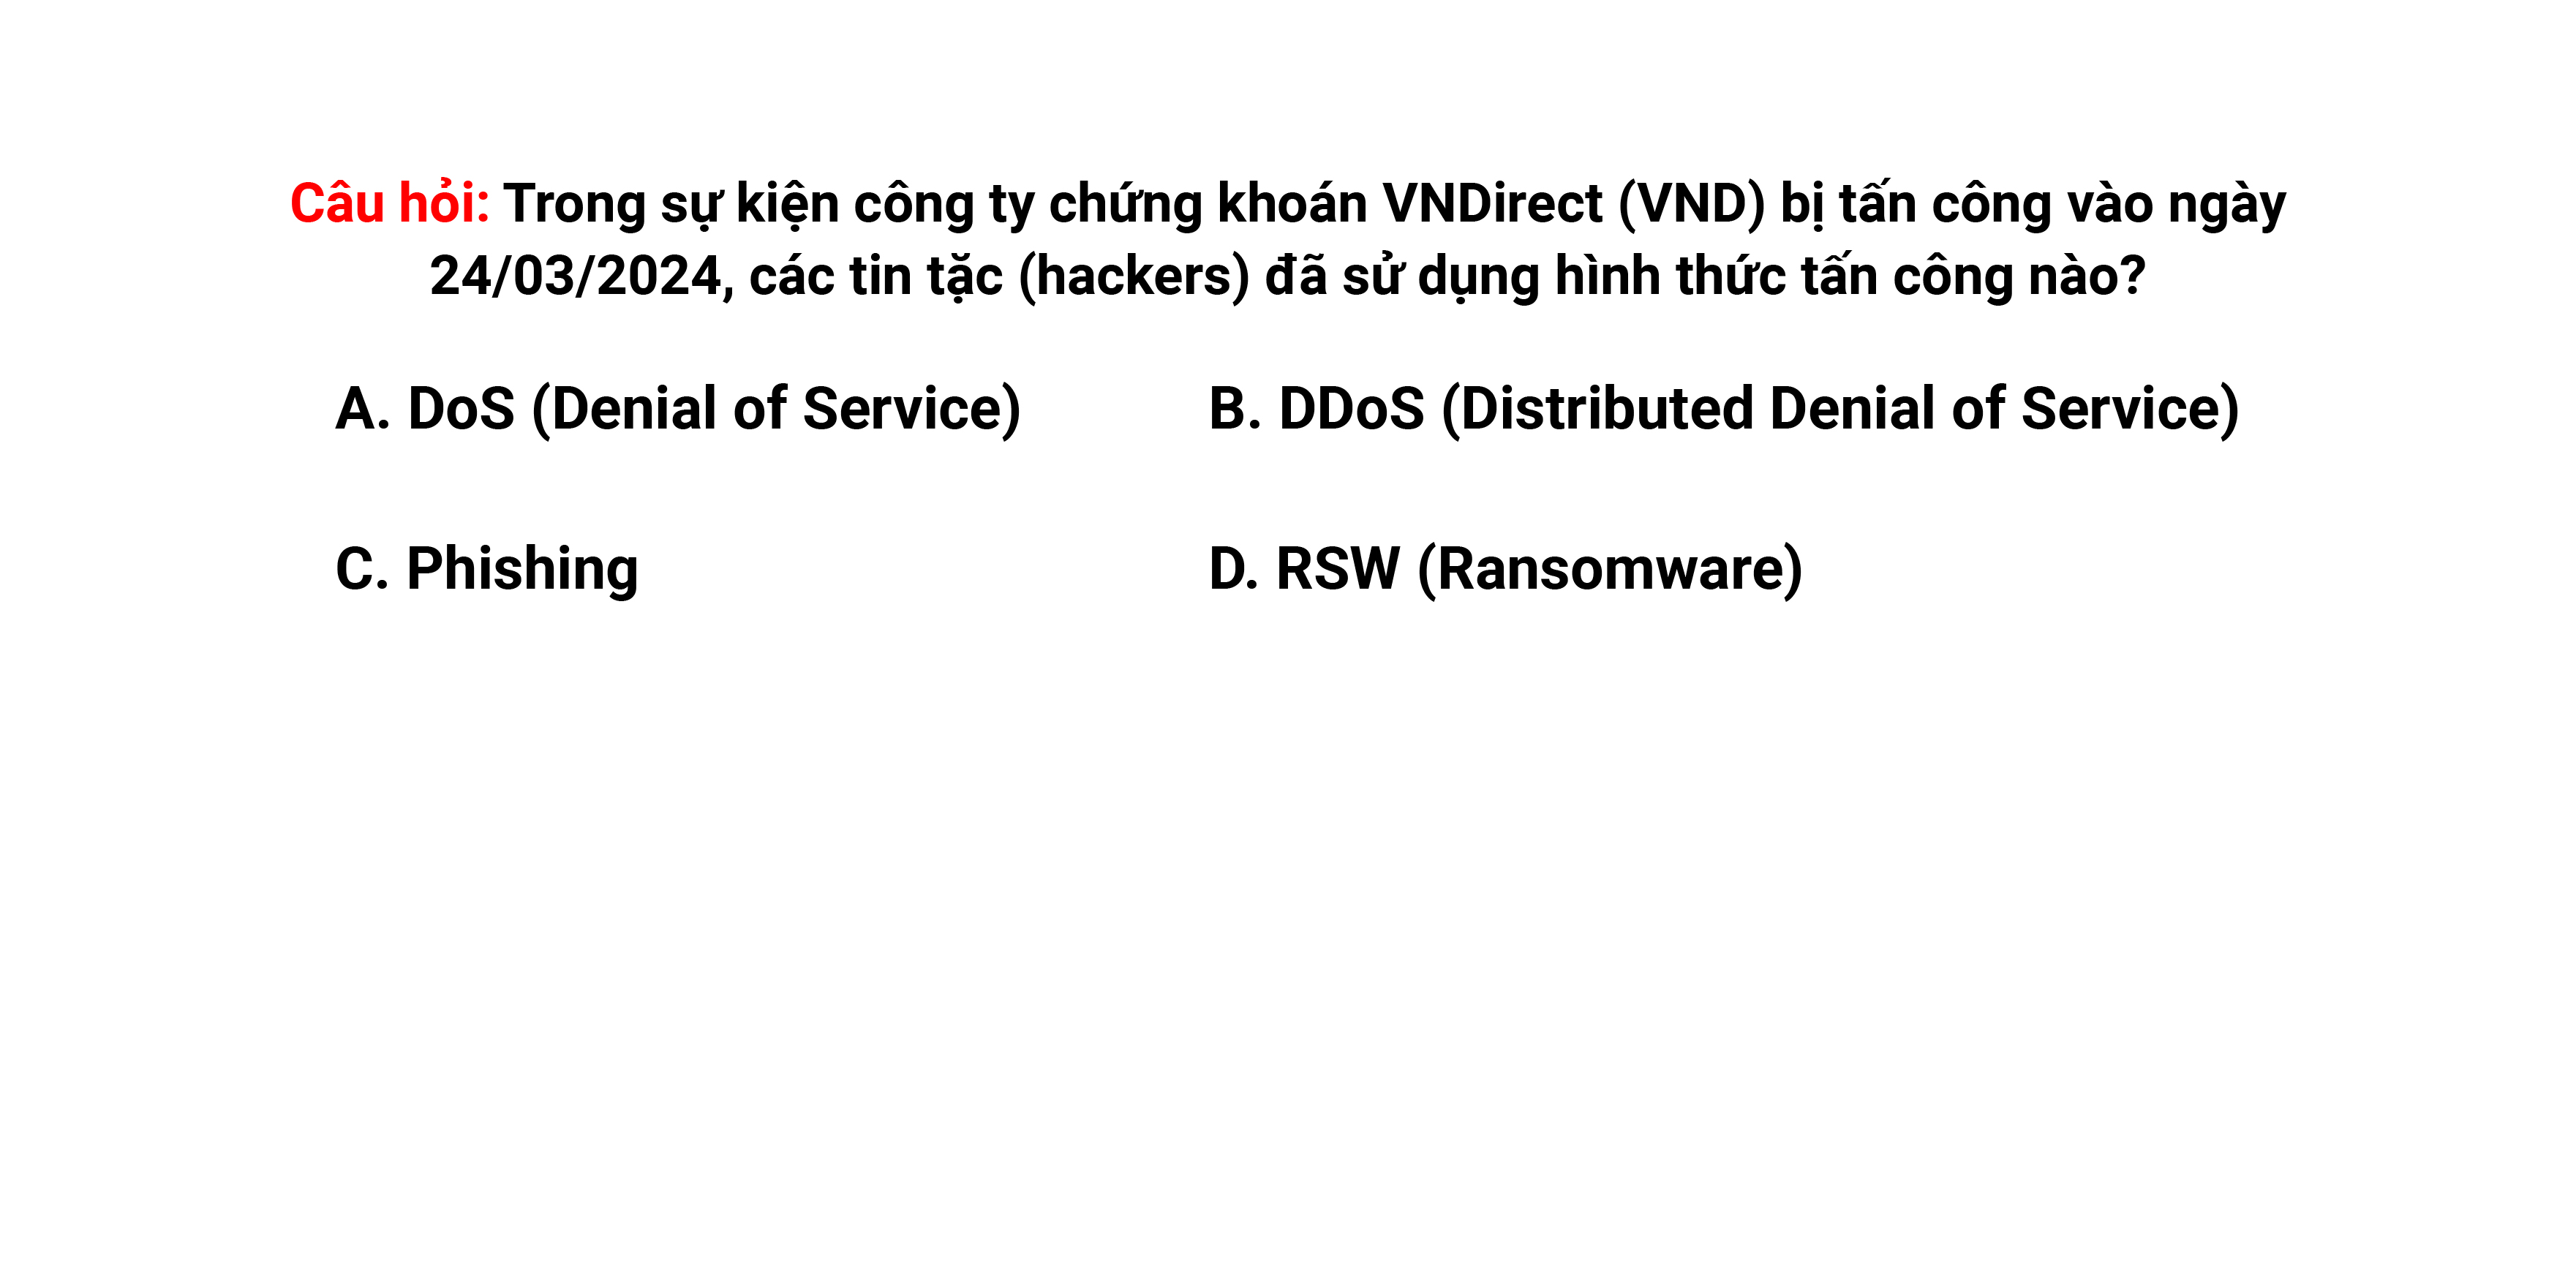 Câu hỏi: Trong sự kiện công ty chứng khoán VNDirect (VND) bị tấn công vào ngày
24/03/2024, các tin tặc (hackers) đã sử dụng hình thức tấn công nào?
A. DoS (Denial of Service)
B. DDoS (Distributed Denial of Service)
C. Phishing
D. RSW (Ransomware)